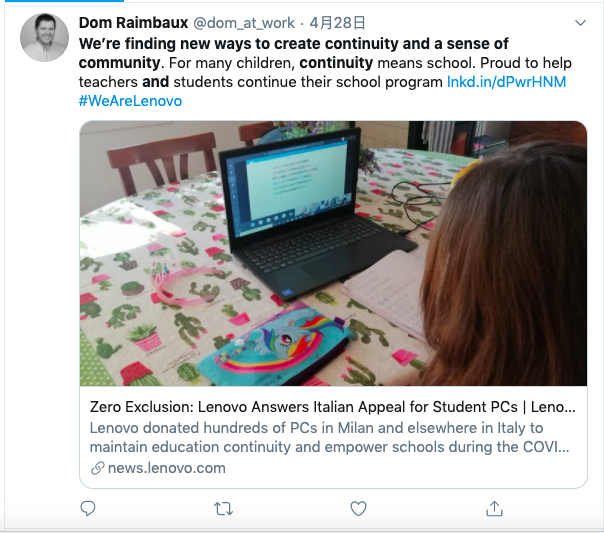 Dom Raimbaux @dom_at_work · 4月28日
We’re finding new ways to create continuity and a sense of
community. For many children, continuity means school. Proud to help
teachers and students continue their school program lnkd.in/dPwrHNM
#WeAreLenovo
Zero Exclusion: Lenovo Answers Italian Appeal for Student PCs | Leno...
Lenovo donated hundreds of PCs in Milan and elsewhere in Italy to
maintain education continuity and empower schools during the COVI...
news.lenovo.com